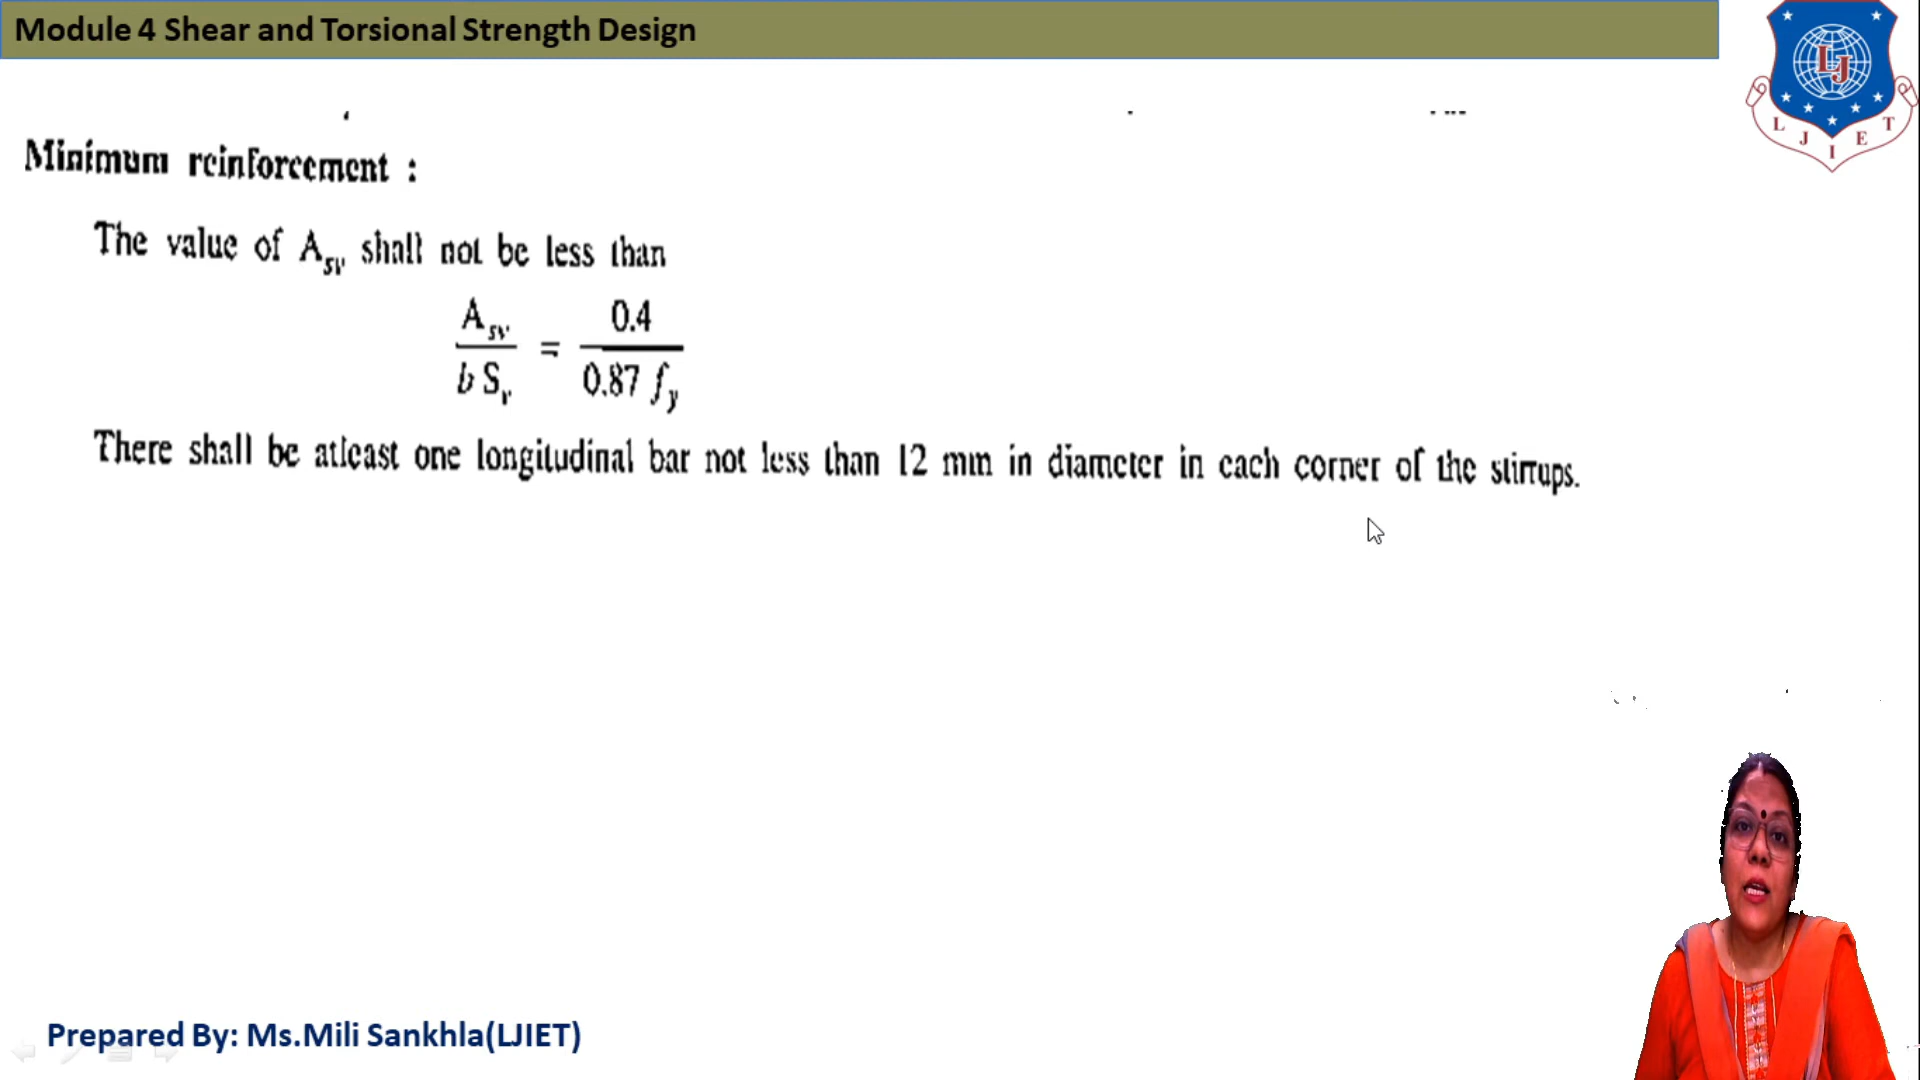 Module 4 Shear and Torsional Strength Design
L J I E T
LJ
Minimum reinforcement :
The value of Asv shall not be less than
Asv / b Sv = 0.4 / 0.87 fy
There shall be atleast one longitudinal bar not less than 12 mm in diameter in each corner of the stirrups.
Prepared By: Ms.Mili Sankhla(LJIET)